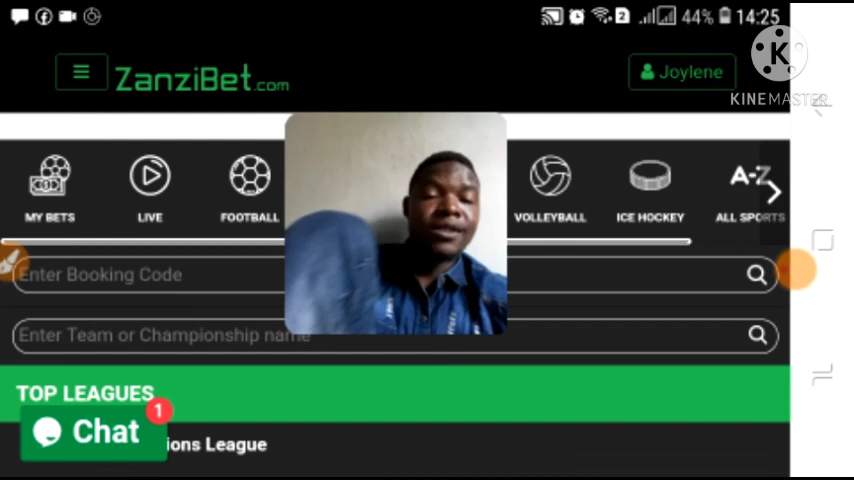 2 44% 14:25
ZanziBet.com
Joylene
K
KINEMASTER
MY BETS
LIVE
FOOTBALL
VOLLEYBALL
ICE HOCKEY
A-Z
ALL SPORTS
Enter Booking Code
Enter Team or Championship name
TOP LEAGUES
1
Chat
ions League